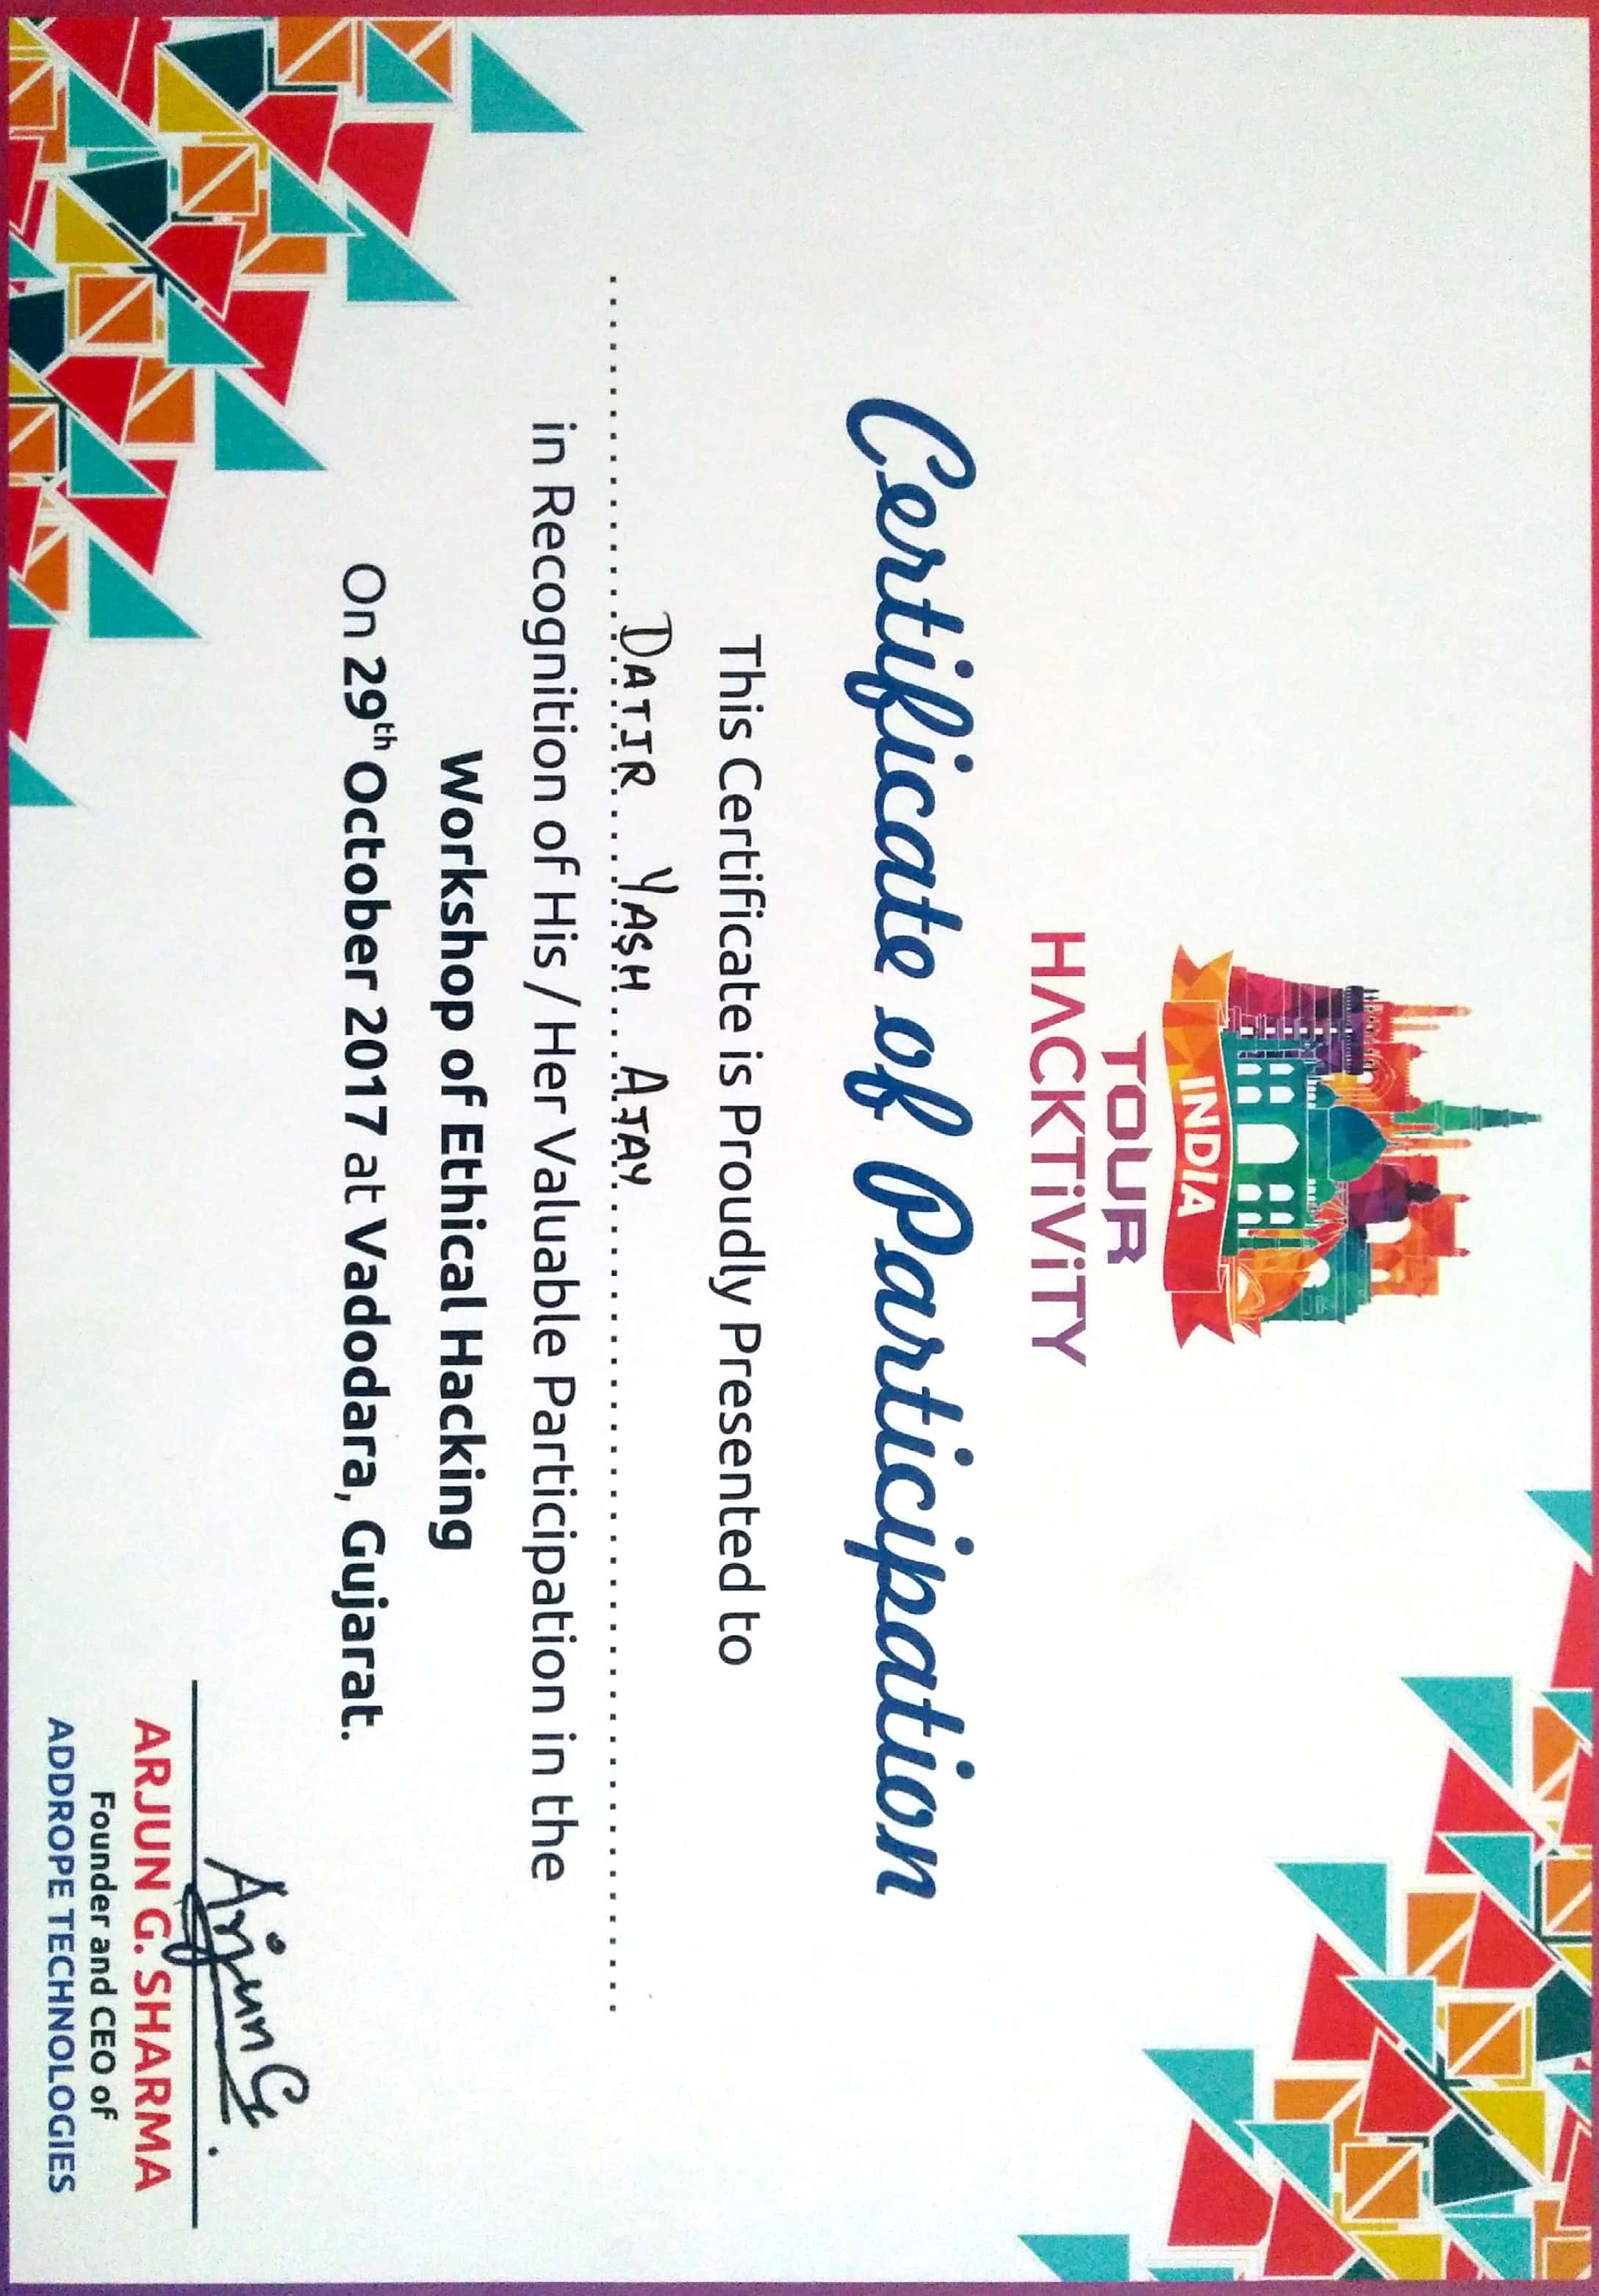 INDIA
TOUR
HACKTiViTY
Certificate of Participation
This Certificate is Proudly Presented to
DATIR YASH AJAY
in Recognition of His / Her Valuable Participation in the
Workshop of Ethical Hacking
On 29th October 2017 at Vadodara, Gujarat.
Arjun G.
ARJUN G. SHARMA
Founder and CEO of
ADDROPE TECHNOLOGIES